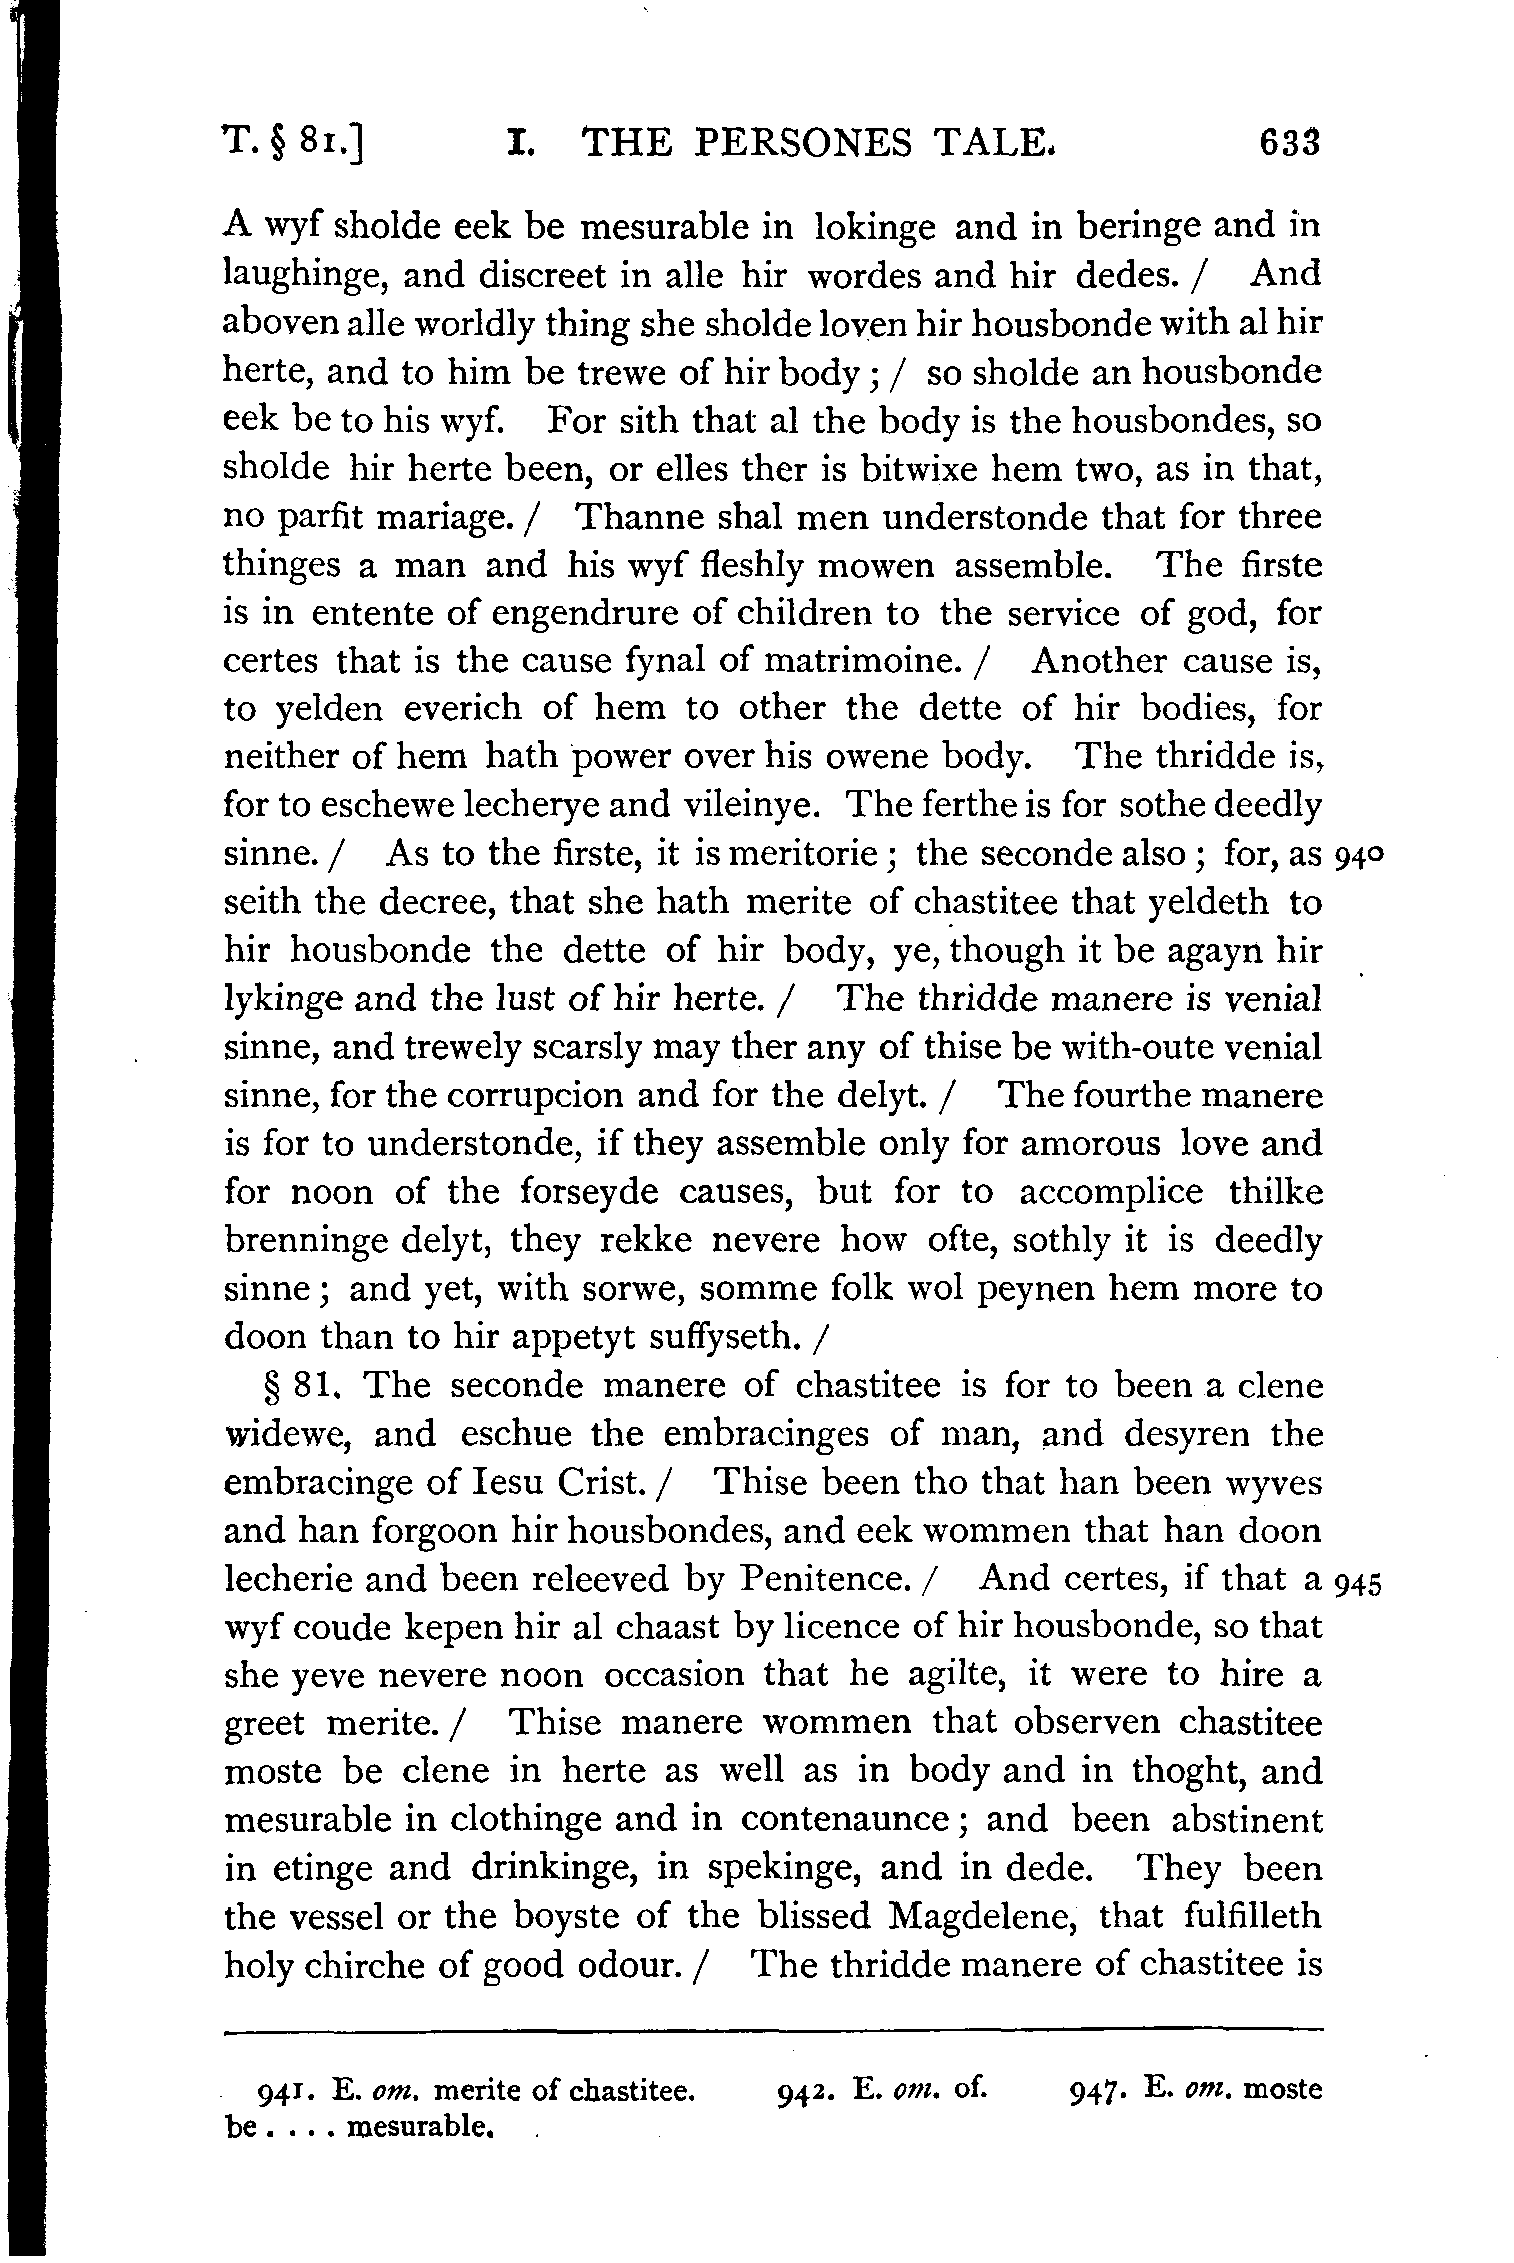 T. § 81.] I. THE PERSONES TALE. 633
A wyf sholde eek be mesurable in lokinge and in beringe and in
laughinge, and discreet in alle hir wordes and hir dedes. / And
aboven alle worldly thing she sholde loven hir housbonde with al hir
herte, and to him be trewe of hir body ; / so sholde an housbonde
eek be to his wyf. For sith that al the body is the housbondes, so
sholde hir herte been, or elles ther is bitwixe hem two, as in that,
no parfit mariage. / Thanne shal men understonde that for three
thinges a man and his wyf fleshly mowen assemble. The firste
is in entente of engendrure of children to the service of god, for
certes that is the cause fynal of matrimoine. / Another cause is,
to yelden everich of hem to other the dette of hir bodies, for
neither of hem hath power over his owene body. The thridde is,
for to eschewe lecherye and vileinye. The ferthe is for sothe deedly
sinne. / As to the firste, it is meritorie ; the seconde also ; for, as 940
seith the decree, that she hath merite of chastitee that yeldeth to
hir housbonde the dette of hir body, ye, though it be agayn hir
lykinge and the lust of hir herte. / The thridde manere is venial
sinne, and trewely scarsly may ther any of thise be with-oute venial
sinne, for the corrupcion and for the delyt. / The fourthe manere
is for to understonde, if they assemble only for amorous love and
for noon of the forseyde causes, but for to accomplice thilke
brenninge delyt, they rekke nevere how ofte, sothly it is deedly
sinne ; and yet, with sorwe, somme folk wol peynen hem more to
doon than to hir appetyt suffyseth. /
§ 81. The seconde manere of chastitee is for to been a clene
widewe, and eschue the embracinges of man, and desyren the
embracinge of Iesu Crist. / Thise been tho that han been wyves
and han forgoon hir housbondes, and eek wommen that han doon
lecherie and been releeved by Penitence. / And certes, if that a 945
wyf coude kepen hir al chaast by licence of hir housbonde, so that
she yeve nevere noon occasion that he agilte, it were to hire a
greet merite. / Thise manere wommen that observen chastitee
moste be clene in herte as well as in body and in thoght, and
mesurable in clothinge and in contenaunce ; and been abstinent
in etinge and drinkinge, in spekinge, and in dede. They been
the vessel or the boyste of the blissed Magdelene, that fulfilleth
holy chirche of good odour. / The thridde manere of chastitee is
941. E. om. merite of chastitee. 942. E. om. of. 947. E. om. moste
be . . . . mesurable.